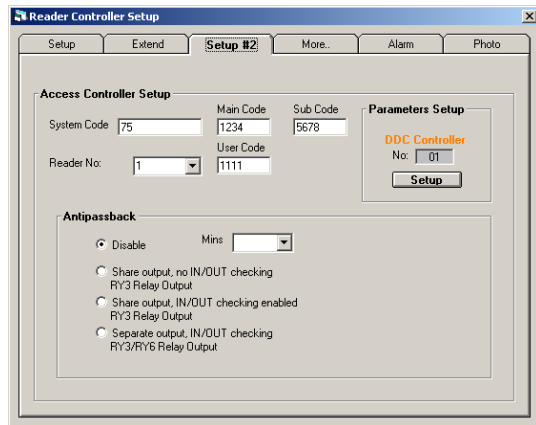 Reader Controller Setup
Setup Extend Setup #2 More.. Alarm Photo
Access Controller Setup
Main Code Sub Code
System Code 75 1234 5678
User Code
Reader No: 1 1111
Parameters Setup
DDC Controller
No: 01
Setup
Antipassback
Disable Mins
Share output, no IN/OUT checking
RY3 Relay Output
Share output, IN/OUT checking enabled
RY3 Relay Output
Separate output, IN/OUT checking
RY3/RY6 Relay Output